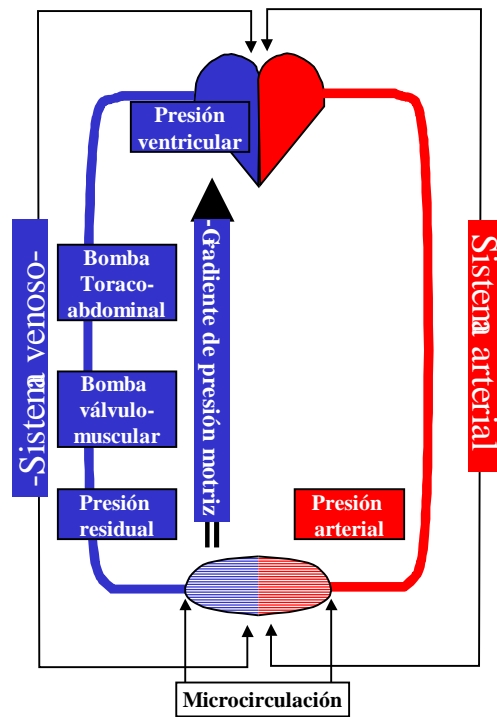 Presión
ventricular
-Sistema venoso-
Bomba
Toraco-
abdominal
Bomba
válvulo-
muscular
Presión
residual
-Gradiente de presión motriz
Sistema arterial
Presión
arterial
Microcirculación